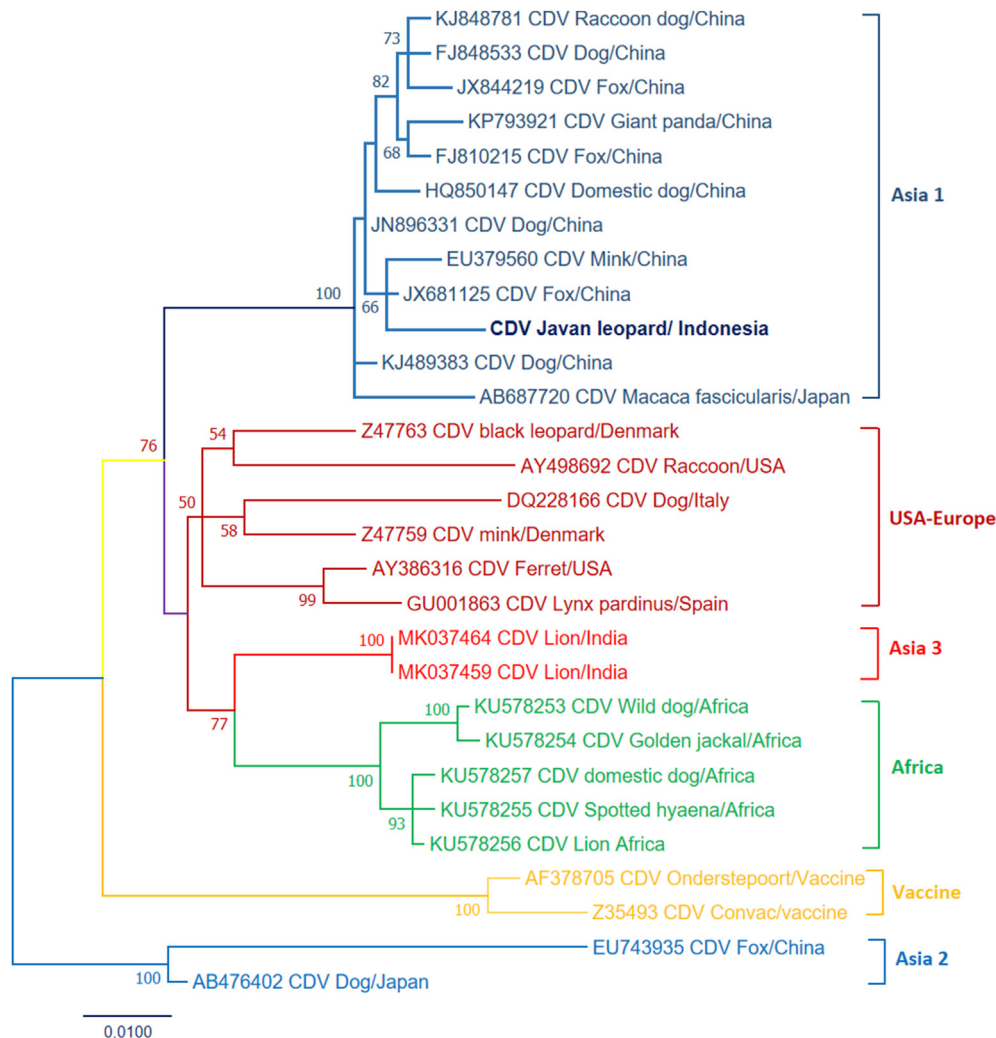 KJ848781 CDV Raccoon dog/China
73
FJ848533 CDV Dog/China
82
JX844219 CDV Fox/China
KP793921 CDV Giant panda/China
68
FJ810215 CDV Fox/China
HQ850147 CDV Domestic dog/China
Asia 1
JN896331 CDV Dog/China
EU379560 CDV Mink/China
100
JX681125 CDV Fox/China
66
CDV Javan leopard/ Indonesia
KJ489383 CDV Dog/China
AB687720 CDV Macaca fascicularis/Japan
54
Z47763 CDV black leopard/Denmark
76
AY498692 CDV Raccoon/USA
50
DQ228166 CDV Dog/Italy
USA-Europe
58
Z47759 CDV mink/Denmark
AY386316 CDV Ferret/USA
99
GU001863 CDV Lynx pardinus/Spain
100
MK037464 CDV Lion/India
Asia 3
MK037459 CDV Lion/India
77
100
KU578253 CDV Wild dog/Africa
KU578254 CDV Golden jackal/Africa
Africa
100
KU578257 CDV domestic dog/Africa
KU578255 CDV Spotted hyaena/Africa
93
KU578256 CDV Lion Africa
AF378705 CDV Onderstepoort/Vaccine
Vaccine
100
Z35493 CDV Convac/vaccine
EU743935 CDV Fox/China
Asia 2
100
AB476402 CDV Dog/Japan
0.0100